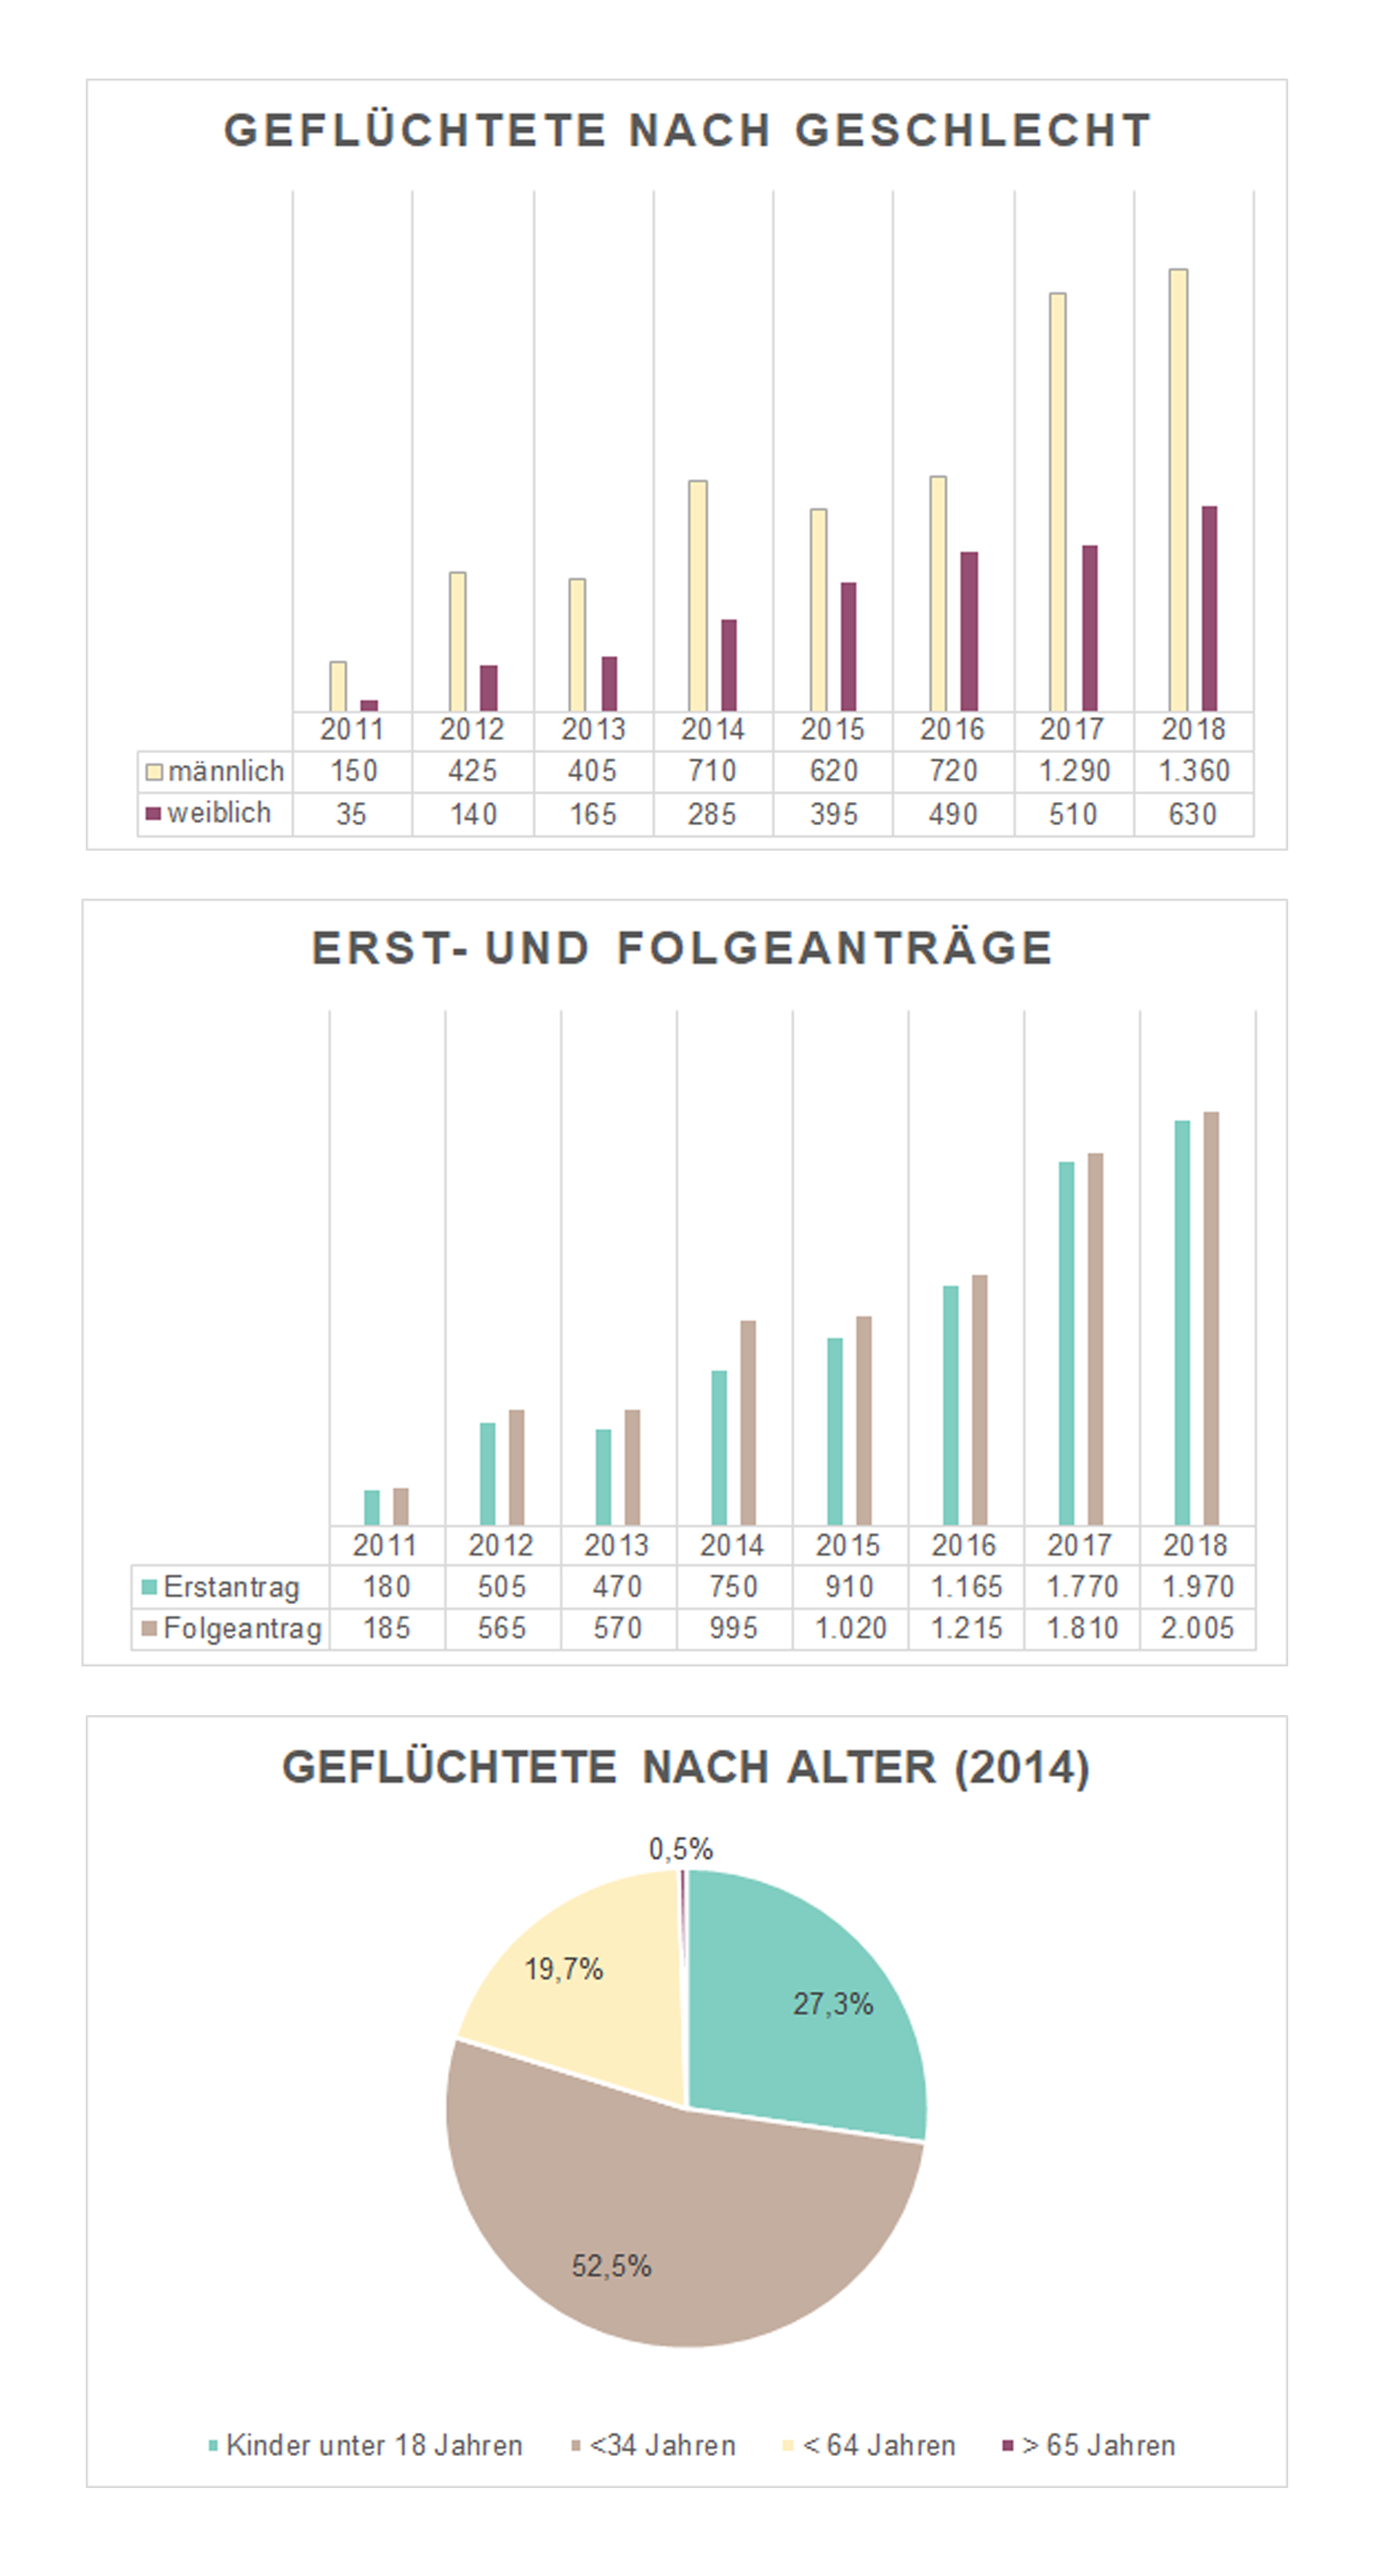 GEFLÜCHTETE NACH GESCHLECHT
2011 2012 2013 2014 2015 2016 2017 2018
männlich 150 425 405 710 620 720 1.290 1.360
weiblich 35 140 165 285 395 490 510 630
ERST- UND FOLGEANTRÄGE
2011 2012 2013 2014 2015 2016 2017 2018
Erstantrag 180 505 470 750 910 1.165 1.770 1.970
Folgeantrag 185 565 570 995 1.020 1.215 1.810 2.005
GEFLÜCHTETE NACH ALTER (2014)
0,5%
19,7%
27,3%
52,5%
Kinder unter 18 Jahren <34 Jahren < 64 Jahren > 65 Jahren